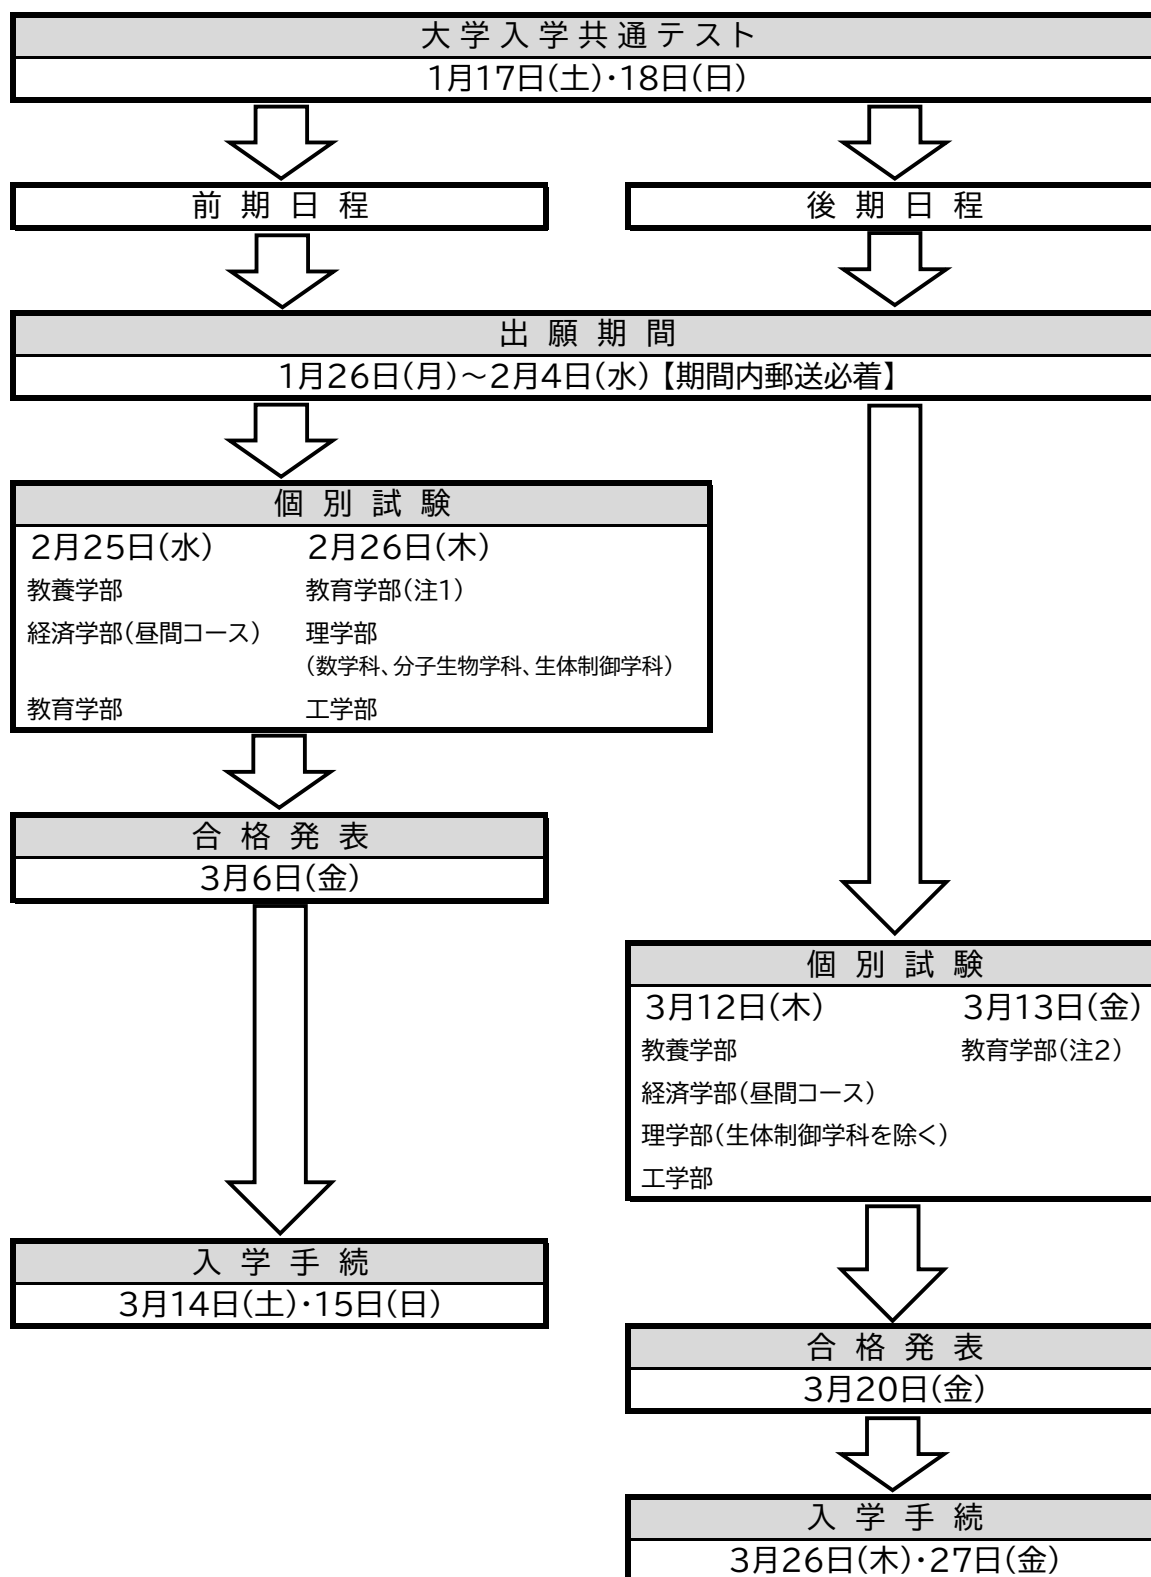 大学入学共通テスト
1月17日(土)・18日(日)
前期日程
後期日程
出願期間
1月26日(月)～2月4日(水)【期間内郵送必着】
個別試験
2月25日(水) 2月26日(木)
教養学部 教育学部(注1)
経済学部(昼間コース) 理学部
(数学科、分子生物学科、生体制御学科)
教育学部 工学部
合格発表
3月6日(金)
個別試験
3月12日(木) 3月13日(金)
教養学部 教育学部(注2)
経済学部(昼間コース)
理学部(生体制御学科を除く)
工学部
入学手続
3月14日(土)・15日(日)
合格発表
3月20日(金)
入学手続
3月26日(木)・27日(金)